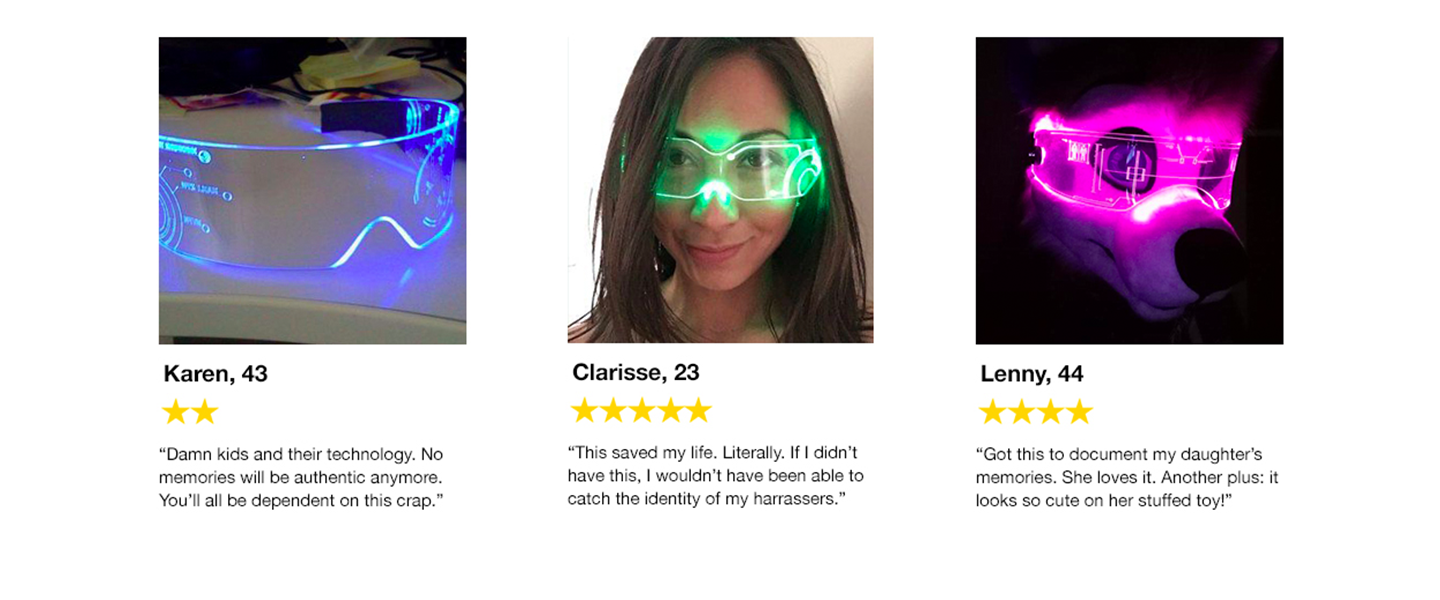 Karen, 43
“Damn kids and their technology. No
memories will be authentic anymore.
You’ll all be dependent on this crap.”
Clarisse, 23
“This saved my life. Literally. If I didn’t
have this, I wouldn’t have been able to
catch the identity of my harrassers.”
Lenny, 44
“Got this to document my daughter’s
memories. She loves it. Another plus: it
looks so cute on her stuffed toy!”